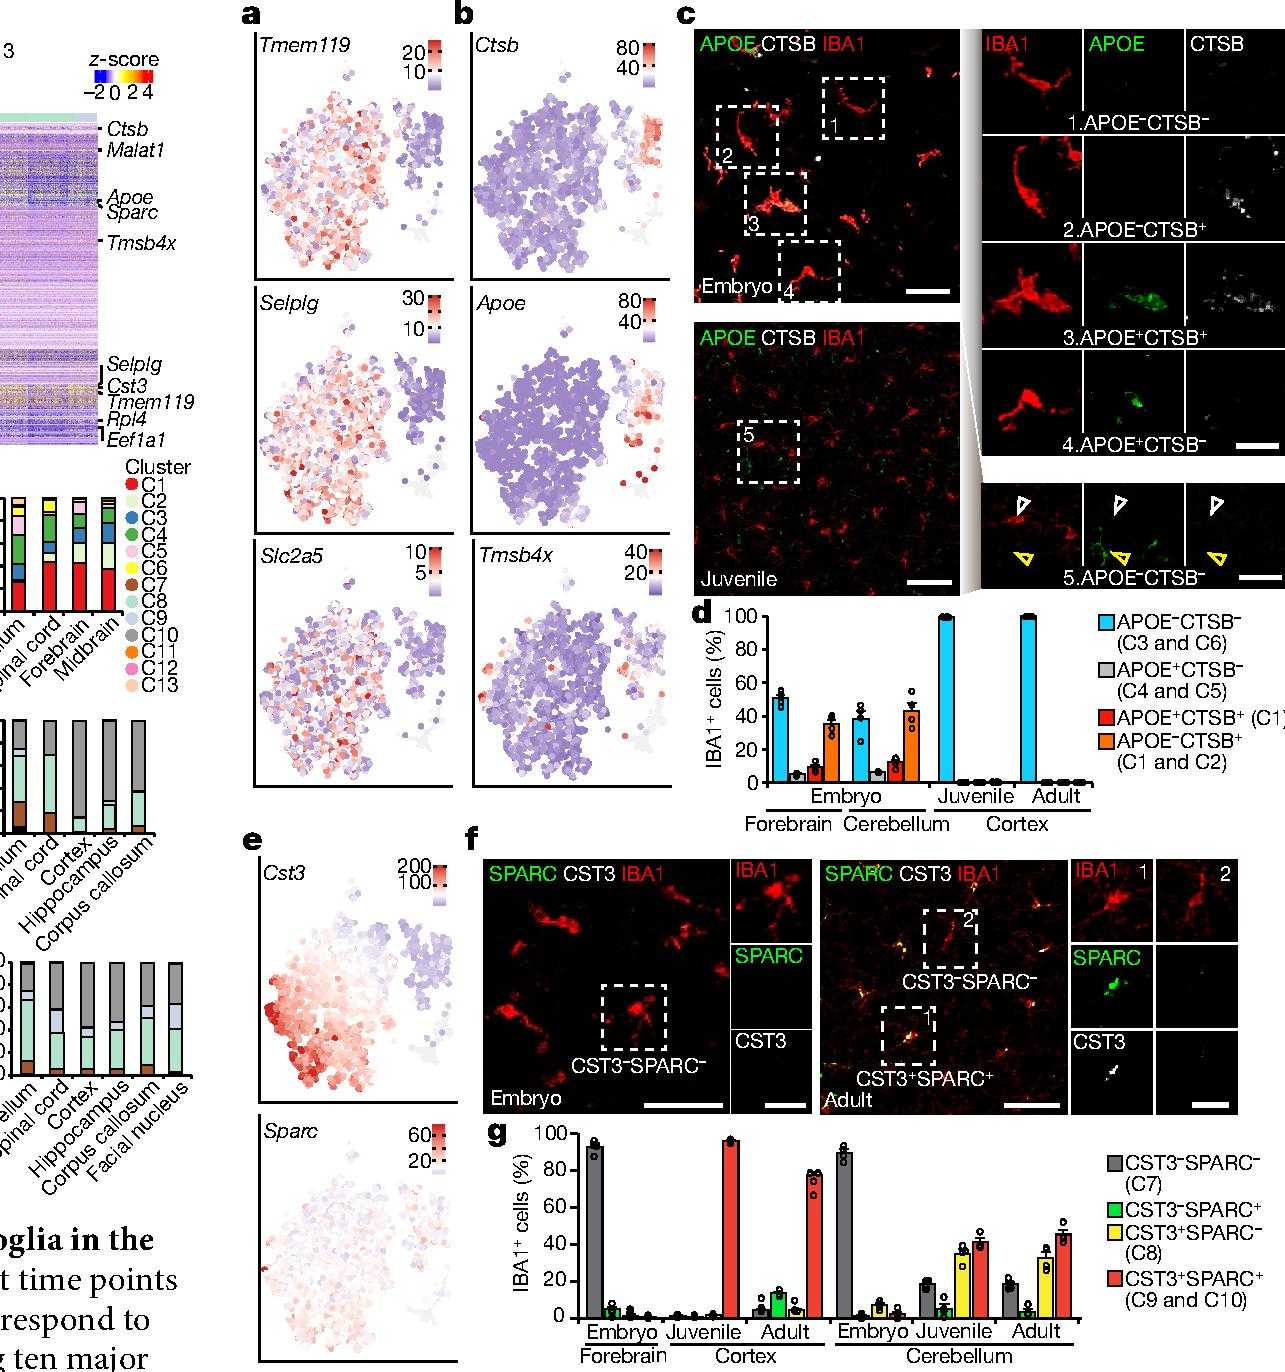 3
z-score
–2 0 2 4
Ctsb
Malat1
Apoe
Sparc
Tmsb4x
Selplg
Cst3
Tmem119
Rpl4
Eef1a1
Cluster
C1
C2
C3
C4
C5
C6
C7
C8
C9
C10
C11
C12
C13
Forebrain
Midbrain
Cortex
Hippocampus
Corpus callosum
Cortex
Hippocampus
Corpus callosum
Facial nucleus
oglia in the
t time points
respond to
g ten major
a
Tmem119
20
10
Selplg
30
10
Slc2a5
10
5
b
Ctsb
80
40
Apoe
80
40
Tmsb4x
40
20
c
APOE CTSB IBA1
1
2
3
4
Embryo
APOE CTSB IBA1
5
Juvenile
IBA1
APOE
CTSB
1.APOE–CTSB–
2.APOE–CTSB+
3.APOE+CTSB+
4.APOE+CTSB–
5.APOE–CTSB–
d
IBA1+ cells (%)
100
80
60
40
20
0
Embryo
Juvenile
Adult
Forebrain
Cerebellum
Cortex
APOE–CTSB–
(C3 and C6)
APOE+CTSB–
(C4 and C5)
APOE+CTSB+ (C1)
APOE–CTSB+
(C1 and C2)
e
Cst3
200
100
Sparc
60
20
f
SPARC CST3 IBA1
CST3–SPARC–
Embryo
IBA1
SPARC
CST3
SPARC CST3 IBA1
2
CST3–SPARC–
1
CST3+SPARC+
Adult
IBA1 1
2
SPARC
CST3
g
IBA1+ cells (%)
100
80
60
40
20
0
Embryo
Juvenile
Adult
Embryo
Juvenile
Adult
Forebrain
Cortex
Cerebellum
CST3–SPARC–
(C7)
CST3–SPARC+
CST3+SPARC–
(C8)
CST3+SPARC+
(C9 and C10)